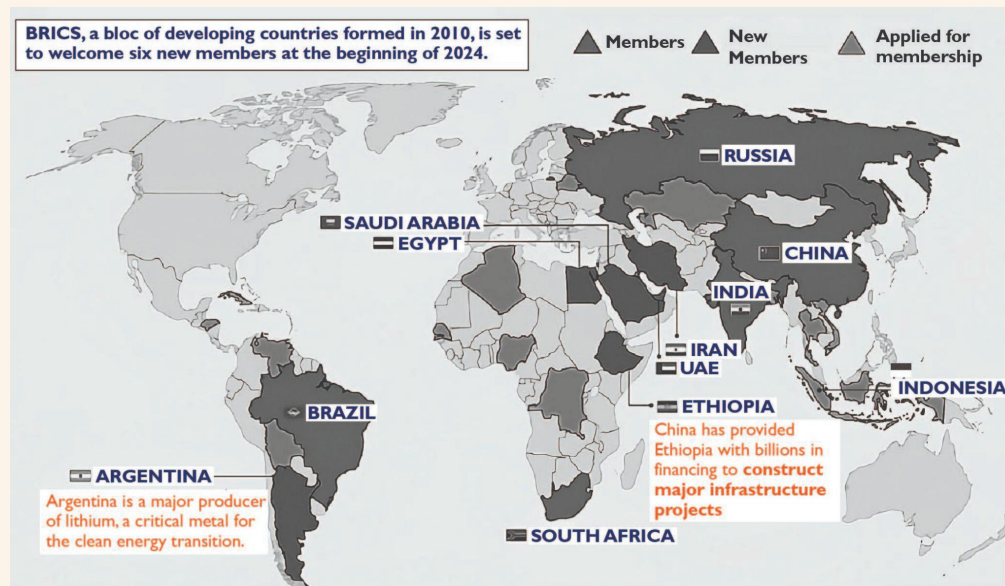 BRICS, a bloc of developing countries formed in 2010, is set
to welcome six new members at the beginning of 2024.
Members
New
Members
Applied for
membership
RUSSIA
SAUDI ARABIA
EGYPT
CHINA
INDIA
IRAN
UAE
INDONESIA
BRAZIL
ETHIOPIA
China has provided
Ethiopia with billions in
financing to construct
major infrastructure
projects
ARGENTINA
Argentina is a major producer
of lithium, a critical metal for
the clean energy transition.
SOUTH AFRICA